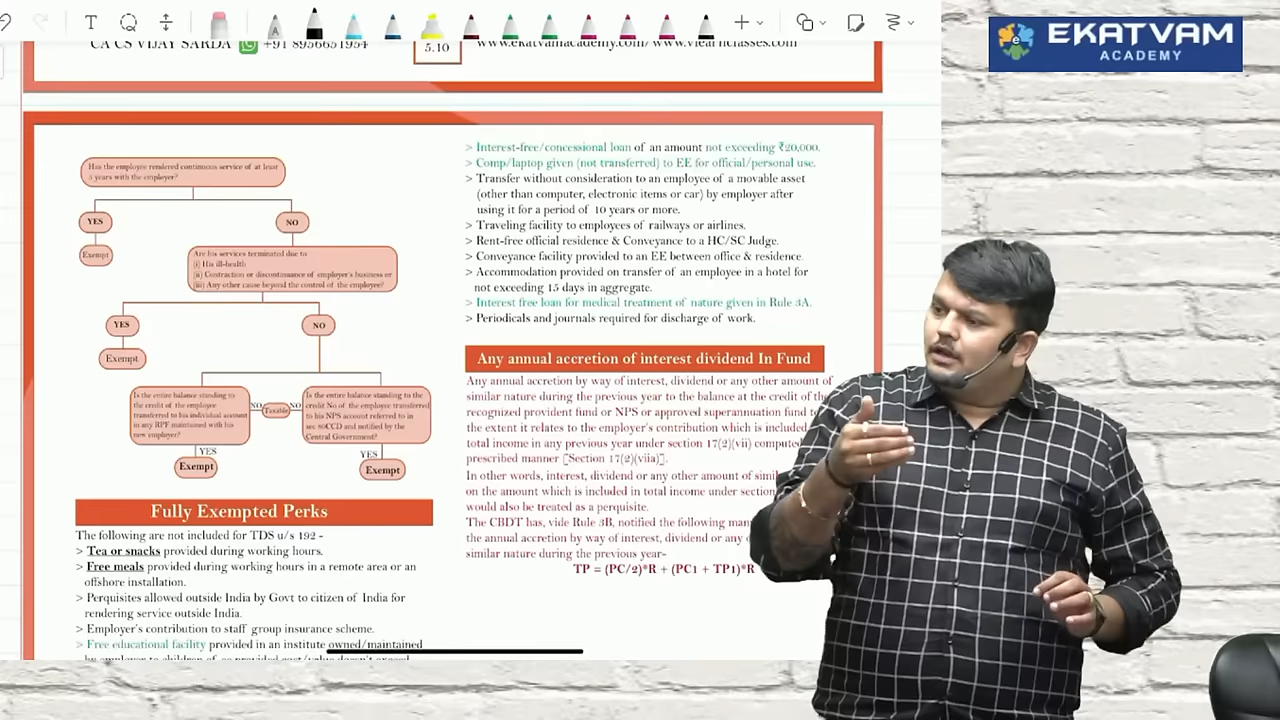 CA CS VIJAY SARDA +91 8956651954
5.10
www.ekatvamacademy.com/ www.vlearnclasses.com
EKATVAM
ACADEMY
Has the employee rendered continuous service of at least
5 years with the employer?
YES
NO
Exempt
Are his services terminated due to
(i) His ill-health
(ii) Contraction or discontinuance of employer's business or
(iii) Any other cause beyond the control of the employee?
YES
NO
Exempt
Is the entire balance standing to
the credit of the employee
transferred to his individual account
in any RPF maintained with his
new employer?
NO
Taxable
NO
Is the entire balance standing to the
credit No of the employee transferred
to his NPS account referred to in
sec 80CCD and notified by the
Central Government?
YES
Exempt
YES
Exempt
Fully Exempted Perks
The following are not included for TDS u/s 192 -
> Tea or snacks provided during working hours.
> Free meals provided during working hours in a remote area or an
offshore installation.
> Perquisites allowed outside India by Govt to citizen of India for
rendering service outside India.
> Employer's contribution to staff group insurance scheme.
> Free educational facility provided in an institute owned/maintained
> Interest-free/concessional loan of an amount not exceeding ₹20,000.
> Comp/laptop given (not transferred) to EE for official/personal use.
> Transfer without consideration to an employee of a movable asset
(other than computer, electronic items or car) by employer after
using it for a period of 10 years or more.
> Traveling facility to employees of railways or airlines.
> Rent-free official residence & Conveyance to a HC/SC Judge.
> Conveyance facility provided to an EE between office & residence.
> Accommodation provided on transfer of an employee in a hotel for
not exceeding 15 days in aggregate.
> Interest free loan for medical treatment of nature given in Rule 3A.
> Periodicals and journals required for discharge of work.
Any annual accretion of interest dividend In Fund
Any annual accretion by way of interest, dividend or any other amount of
similar nature during the previous year to the balance at the credit of the
recognized provident fund or NPS or approved superannuation fund
the extent it relates to the employer's contribution which is included
total income in any previous year under section 17(2)(vii) computed
prescribed manner [Section 17(2)(viia)].
In other words, interest, dividend or any other amount of
on the amount which is included in total income under section
would also be treated as a perquisite.
The CBDT has, vide Rule 3B, notified the following
the annual accretion by way of interest, dividend or any
similar nature during the previous year-
TP = (PC/2)*R + (PC1 + TP1)*R